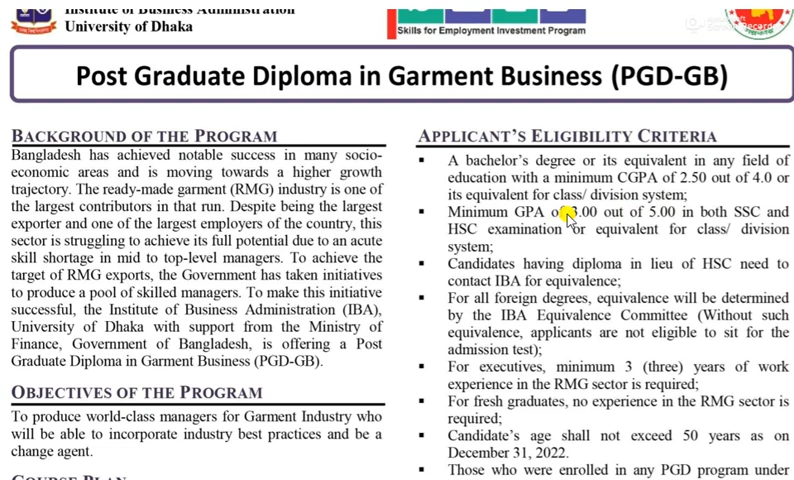 Institute of Business Administration
University of Dhaka
Skills for Employment Investment Program
Post Graduate Diploma in Garment Business (PGD-GB)
BACKGROUND OF THE PROGRAM
Bangladesh has achieved notable success in many socio-
economic areas and is moving towards a higher growth
trajectory. The ready-made garment (RMG) industry is one of
the largest contributors in that run. Despite being the largest
exporter and one of the largest employers of the country, this
sector is struggling to achieve its full potential due to an acute
skill shortage in mid to top-level managers. To achieve the
target of RMG exports, the Government has taken initiatives
to produce a pool of skilled managers. To make this initiative
successful, the Institute of Business Administration (IBA),
University of Dhaka with support from the Ministry of
Finance, Government of Bangladesh, is offering a Post
Graduate Diploma in Garment Business (PGD-GB).
OBJECTIVES OF THE PROGRAM
To produce world-class managers for Garment Industry who
will be able to incorporate industry best practices and be a
change agent.
COURSE PLAN
APPLICANT'S ELIGIBILITY CRITERIA
▪ A bachelor's degree or its equivalent in any field of
education with a minimum CGPA of 2.50 out of 4.0 or
its equivalent for class/ division system;
▪ Minimum GPA of 3.00 out of 5.00 in both SSC and
HSC examination or equivalent for class/ division
system;
▪ Candidates having diploma in lieu of HSC need to
contact IBA for equivalence;
▪ For all foreign degrees, equivalence will be determined
by the IBA Equivalence Committee (Without such
equivalence, applicants are not eligible to sit for the
admission test);
▪ For executives, minimum 3 (three) years of work
experience in the RMG sector is required;
▪ For fresh graduates, no experience in the RMG sector is
required;
▪ Candidate's age shall not exceed 50 years as on
December 31, 2022.
▪ Those who were enrolled in any PGD program under